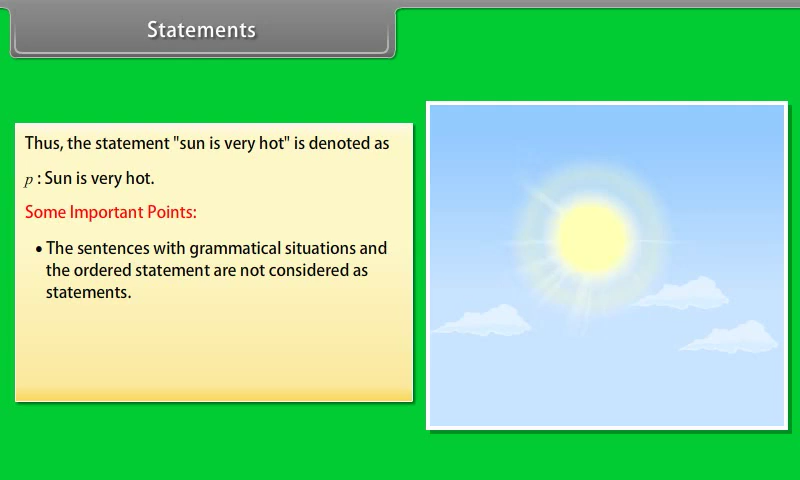 Statements
Thus, the statement "sun is very hot" is denoted as
p : Sun is very hot.
Some Important Points:
• The sentences with grammatical situations and
the ordered statement are not considered as
statements.